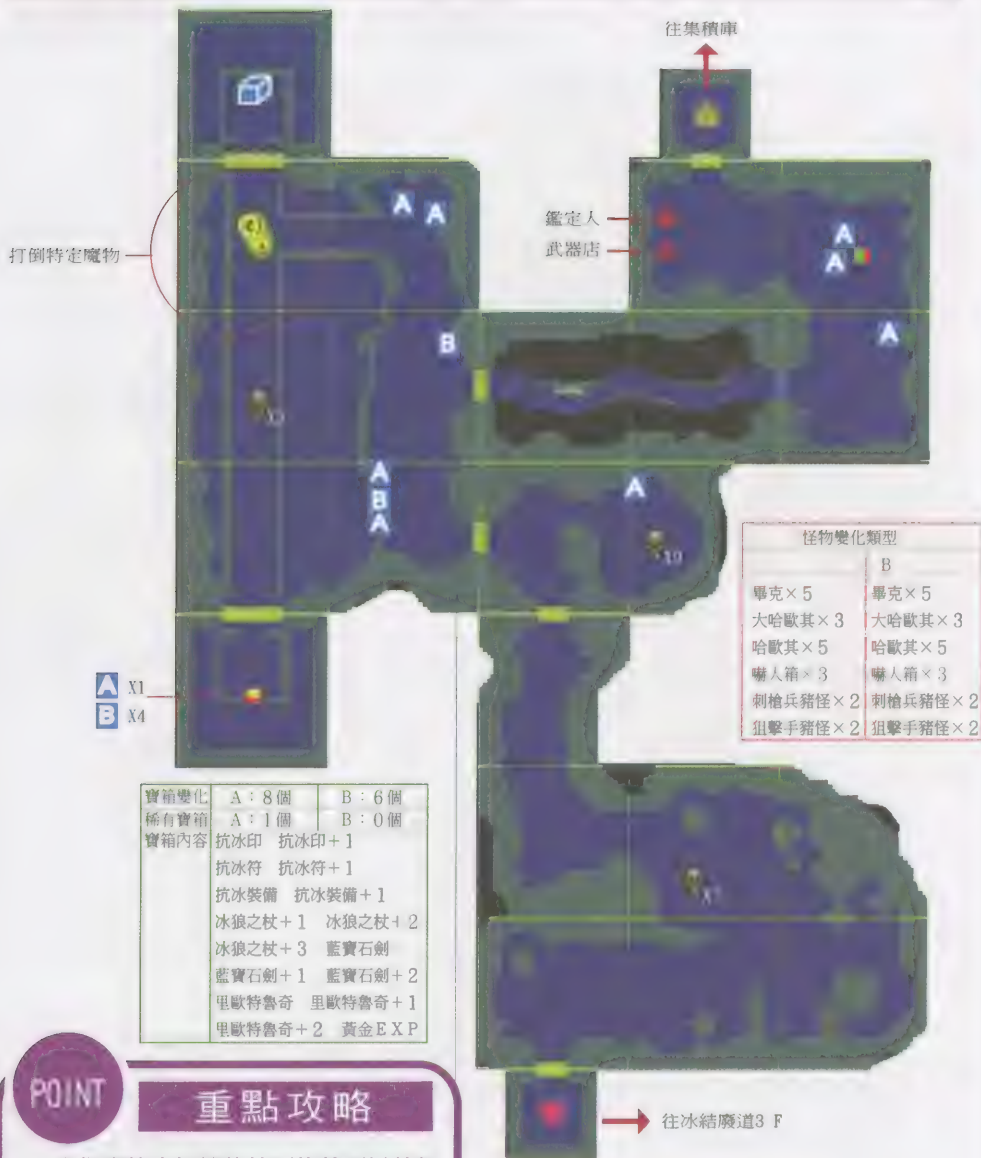 往集積庫
鑑定人
武器店
打倒特定魔物
A A
A
A
A
B
A
B
A
A
A X1
B X4
怪物變化類型
B
畢克×5 畢克×5
大哈歐其×3 大哈歐其×3
哈歐其×5 哈歐其×5
嚇人箱×3 嚇人箱×3
刺槍兵豬怪×2 刺槍兵豬怪×2
狙擊手豬怪×2 狙擊手豬怪×2
寶箱變化 A：8個 B：6個
稀有寶箱 A：1個 B：0個
寶箱內容 抗冰印 抗冰印+1
抗冰符 抗冰符+1
抗冰裝備 抗冰裝備+1
冰狼之杖+1 冰狼之杖+2
冰狼之杖+3 藍寶石劍
藍寶石劍+1 藍寶石劍+2
里歐特魯奇 里歐特魯奇+1
里歐特魯奇+2 黃金EXP
往冰結廢道3 F
POINT
重點攻略